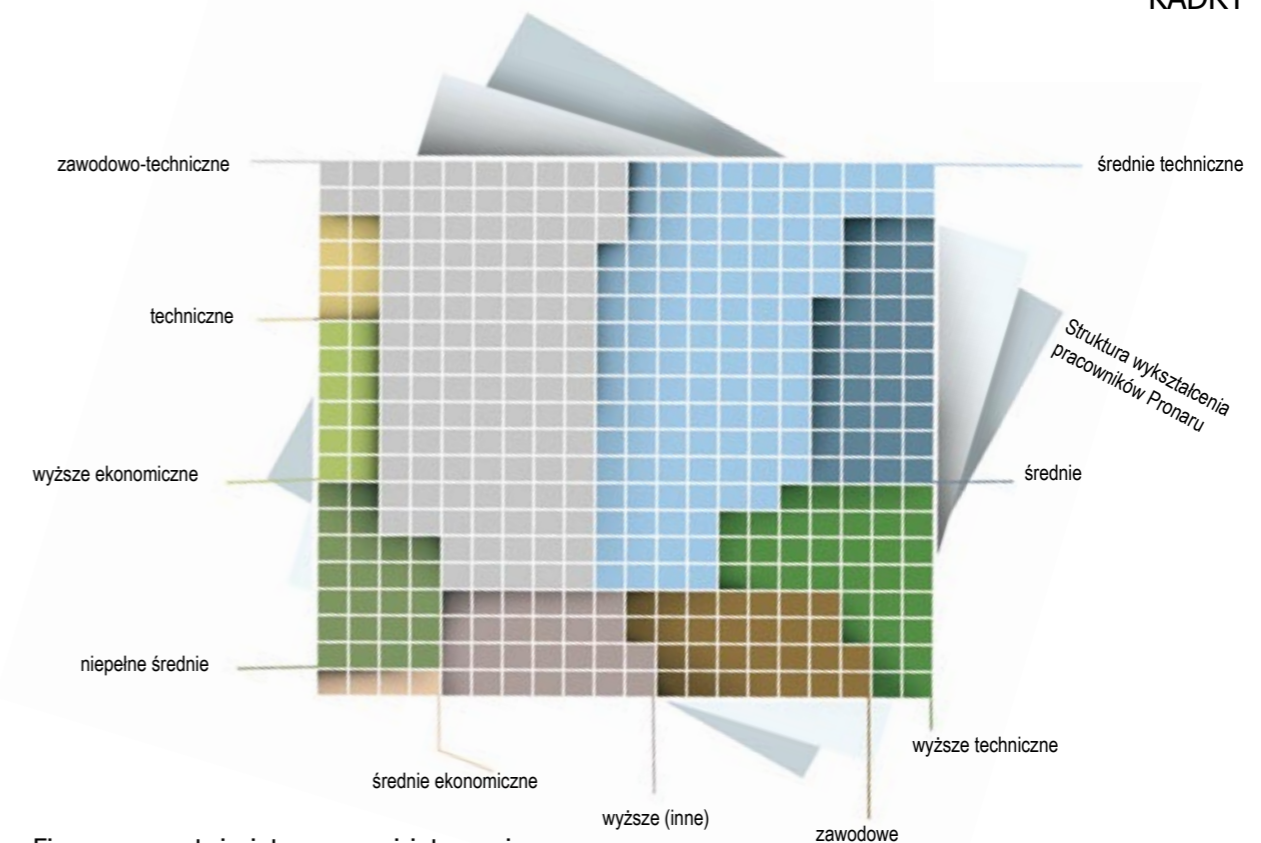 KADRY
zawodowo-techniczne
średnie techniczne
techniczne
Struktura wykształcenia
pracowników Pronaru
wyższe ekonomiczne
średnie
niepełne średnie
wyższe techniczne
średnie ekonomiczne
wyższe (inne)
zawodowe